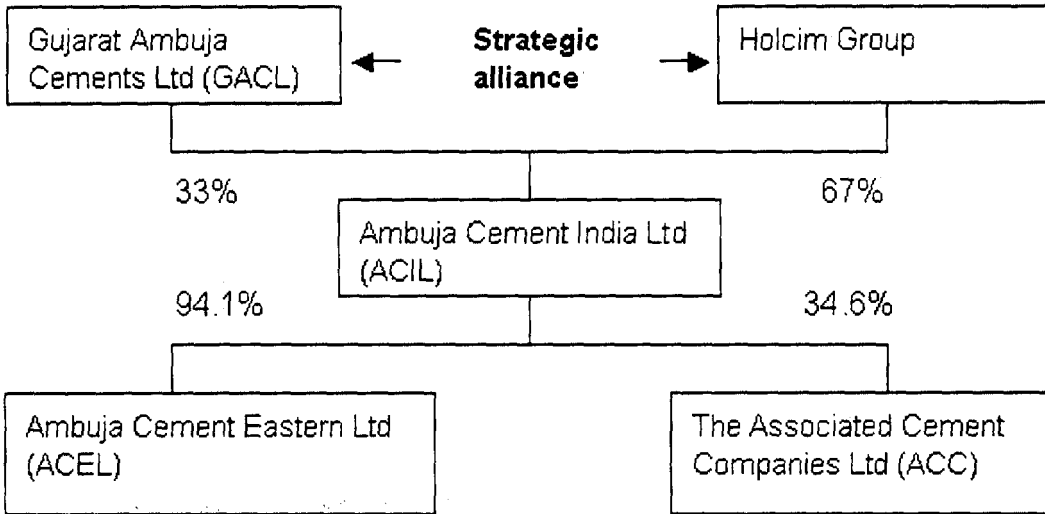 Gujarat Ambuja
Cements Ltd (GACL)
Strategic
alliance
Holcim Group
33%
67%
Ambuja Cement India Ltd
(ACIL)
94.1%
34.6%
Ambuja Cement Eastern Ltd
(ACEL)
The Associated Cement
Companies Ltd (ACC)